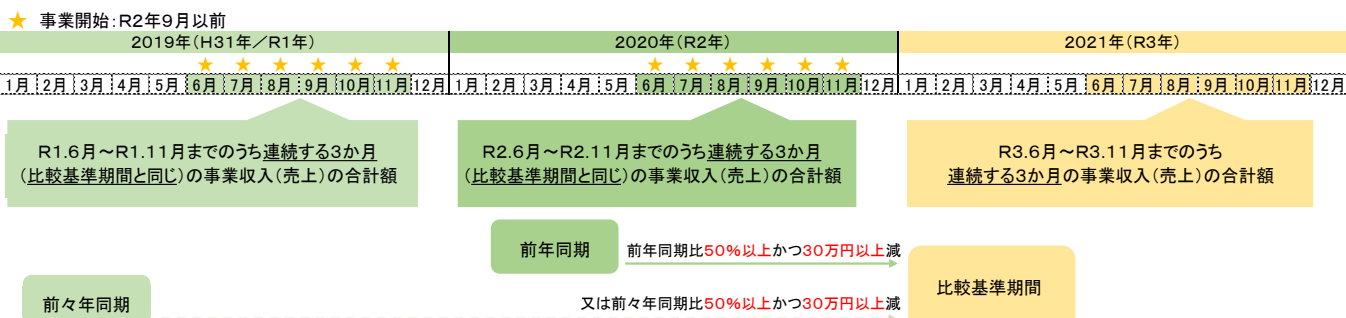 ★ 事業開始：R2年9月以前
2019年（H31年／R1年） 2020年（R2年） 2021年（R3年）
★ ★ ★ ★ ★ ★ ★ ★ ★ ★ ★ ★
1月 2月 3月 4月 5月 6月 7月 8月 9月 10月 11月 12月 1月 2月 3月 4月 5月 6月 7月 8月 9月 10月 11月 12月 1月 2月 3月 4月 5月 6月 7月 8月 9月 10月 11月 12月
R1.6月～R1.11月までのうち連続する3か月
（比較基準期間と同じ）の事業収入（売上）の合計額
R2.6月～R2.11月までのうち連続する3か月
（比較基準期間と同じ）の事業収入（売上）の合計額
R3.6月～R3.11月までのうち
連続する3か月の事業収入（売上）の合計額
前年同期 前年同期比50％以上かつ30万円以上減
比較基準期間
前々年同期 又は前々年同期比50％以上かつ30万円以上減